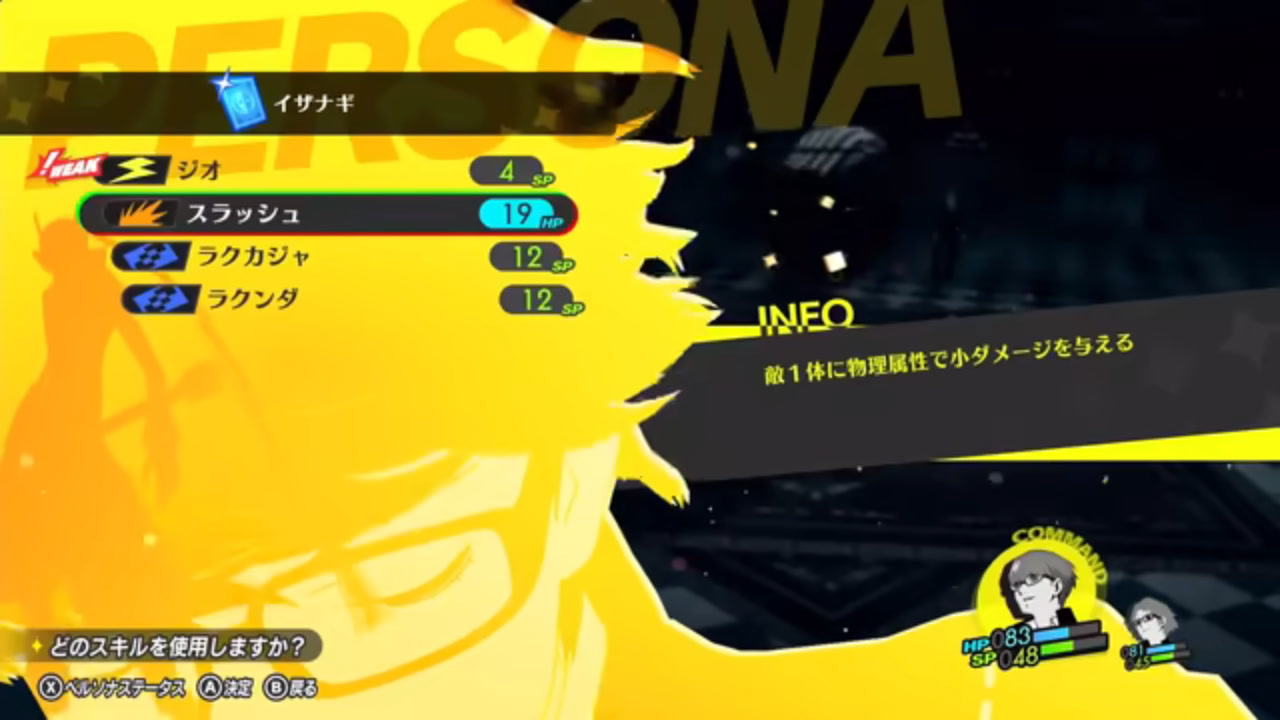 PERSONA
イザナギ
!WEAK ジオ 4 SP
スラッシュ 19 HP
ラクカジャ 12 SP
ラクンダ 12 SP
INFO
敵1体に物理属性で小ダメージを与える
COMMAND
HP 083
SP 048
081
045
どのスキルを使用しますか?
X ペルソナステータス A 決定 B 戻る